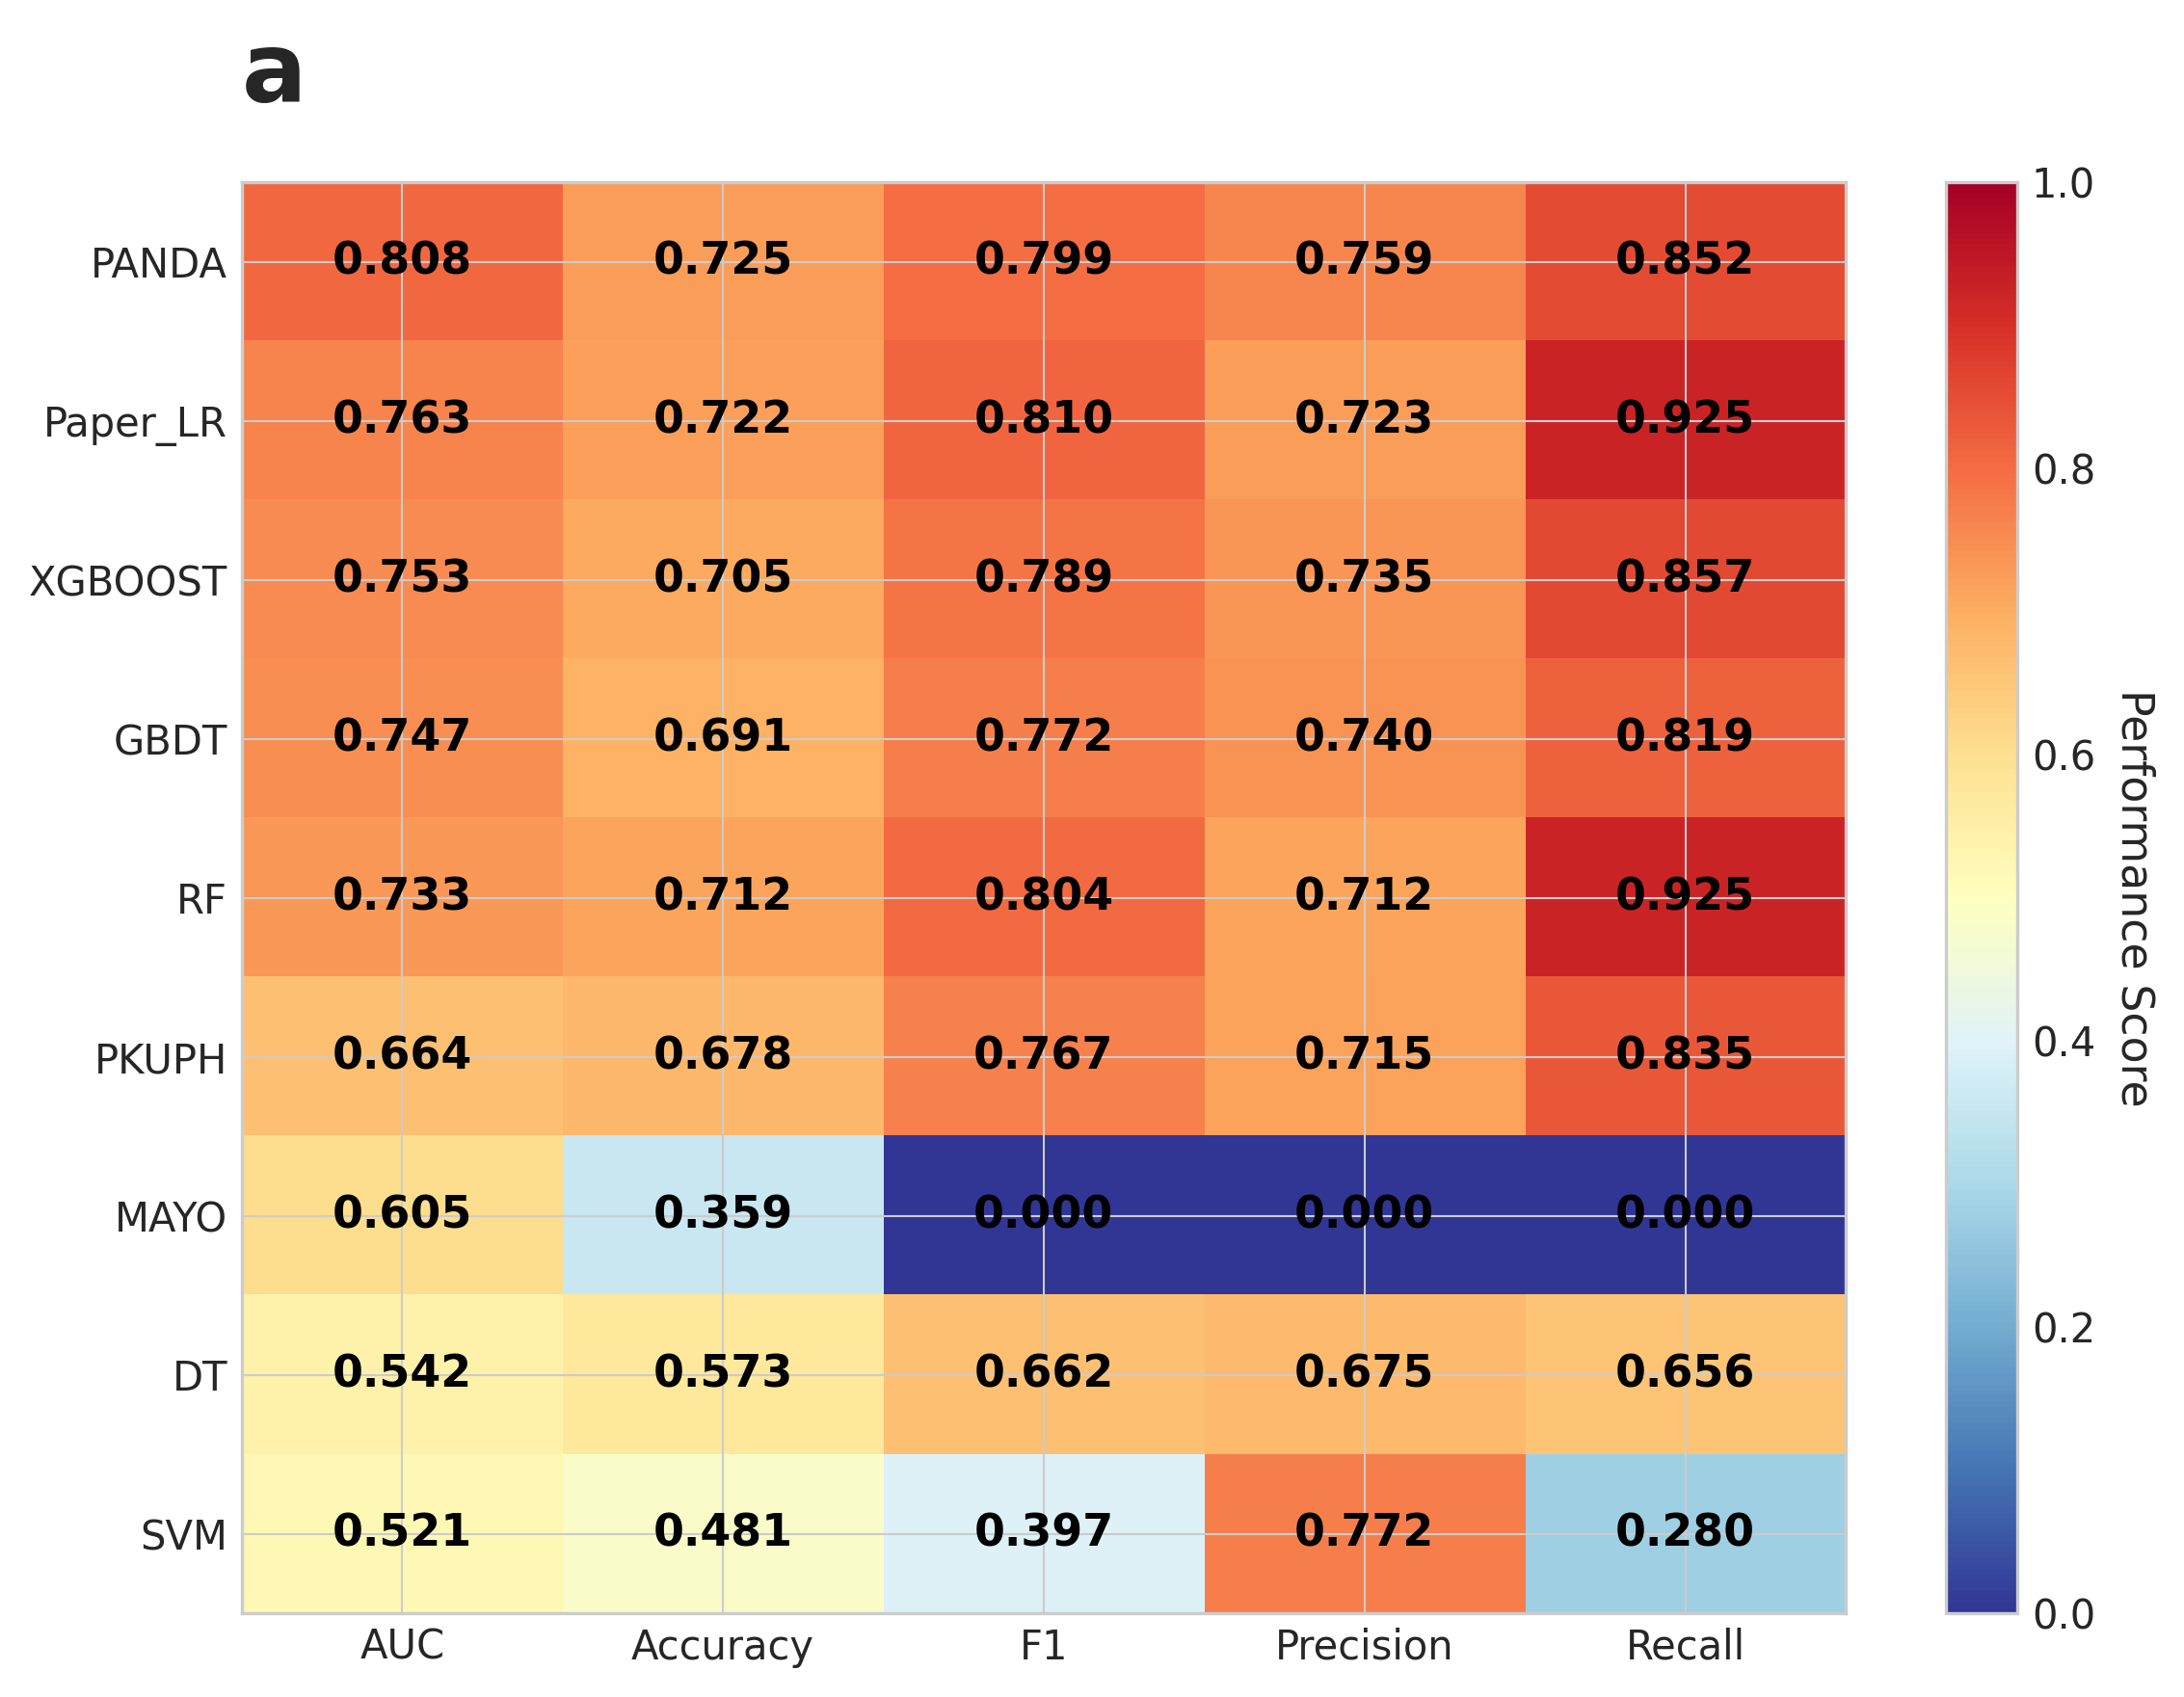 a
PANDA 0.808 0.725 0.799 0.759 0.852
Paper_LR 0.763 0.722 0.810 0.723 0.925
XGBOOST 0.753 0.705 0.789 0.735 0.857
GBDT 0.747 0.691 0.772 0.740 0.819
RF 0.733 0.712 0.804 0.712 0.925
PKUPH 0.664 0.678 0.767 0.715 0.835
MAYO 0.605 0.359 0.000 0.000 0.000
DT 0.542 0.573 0.662 0.675 0.656
SVM 0.521 0.481 0.397 0.772 0.280
AUC Accuracy F1 Precision Recall
1.0
0.8
0.6
0.4
0.2
0.0
Performance Score